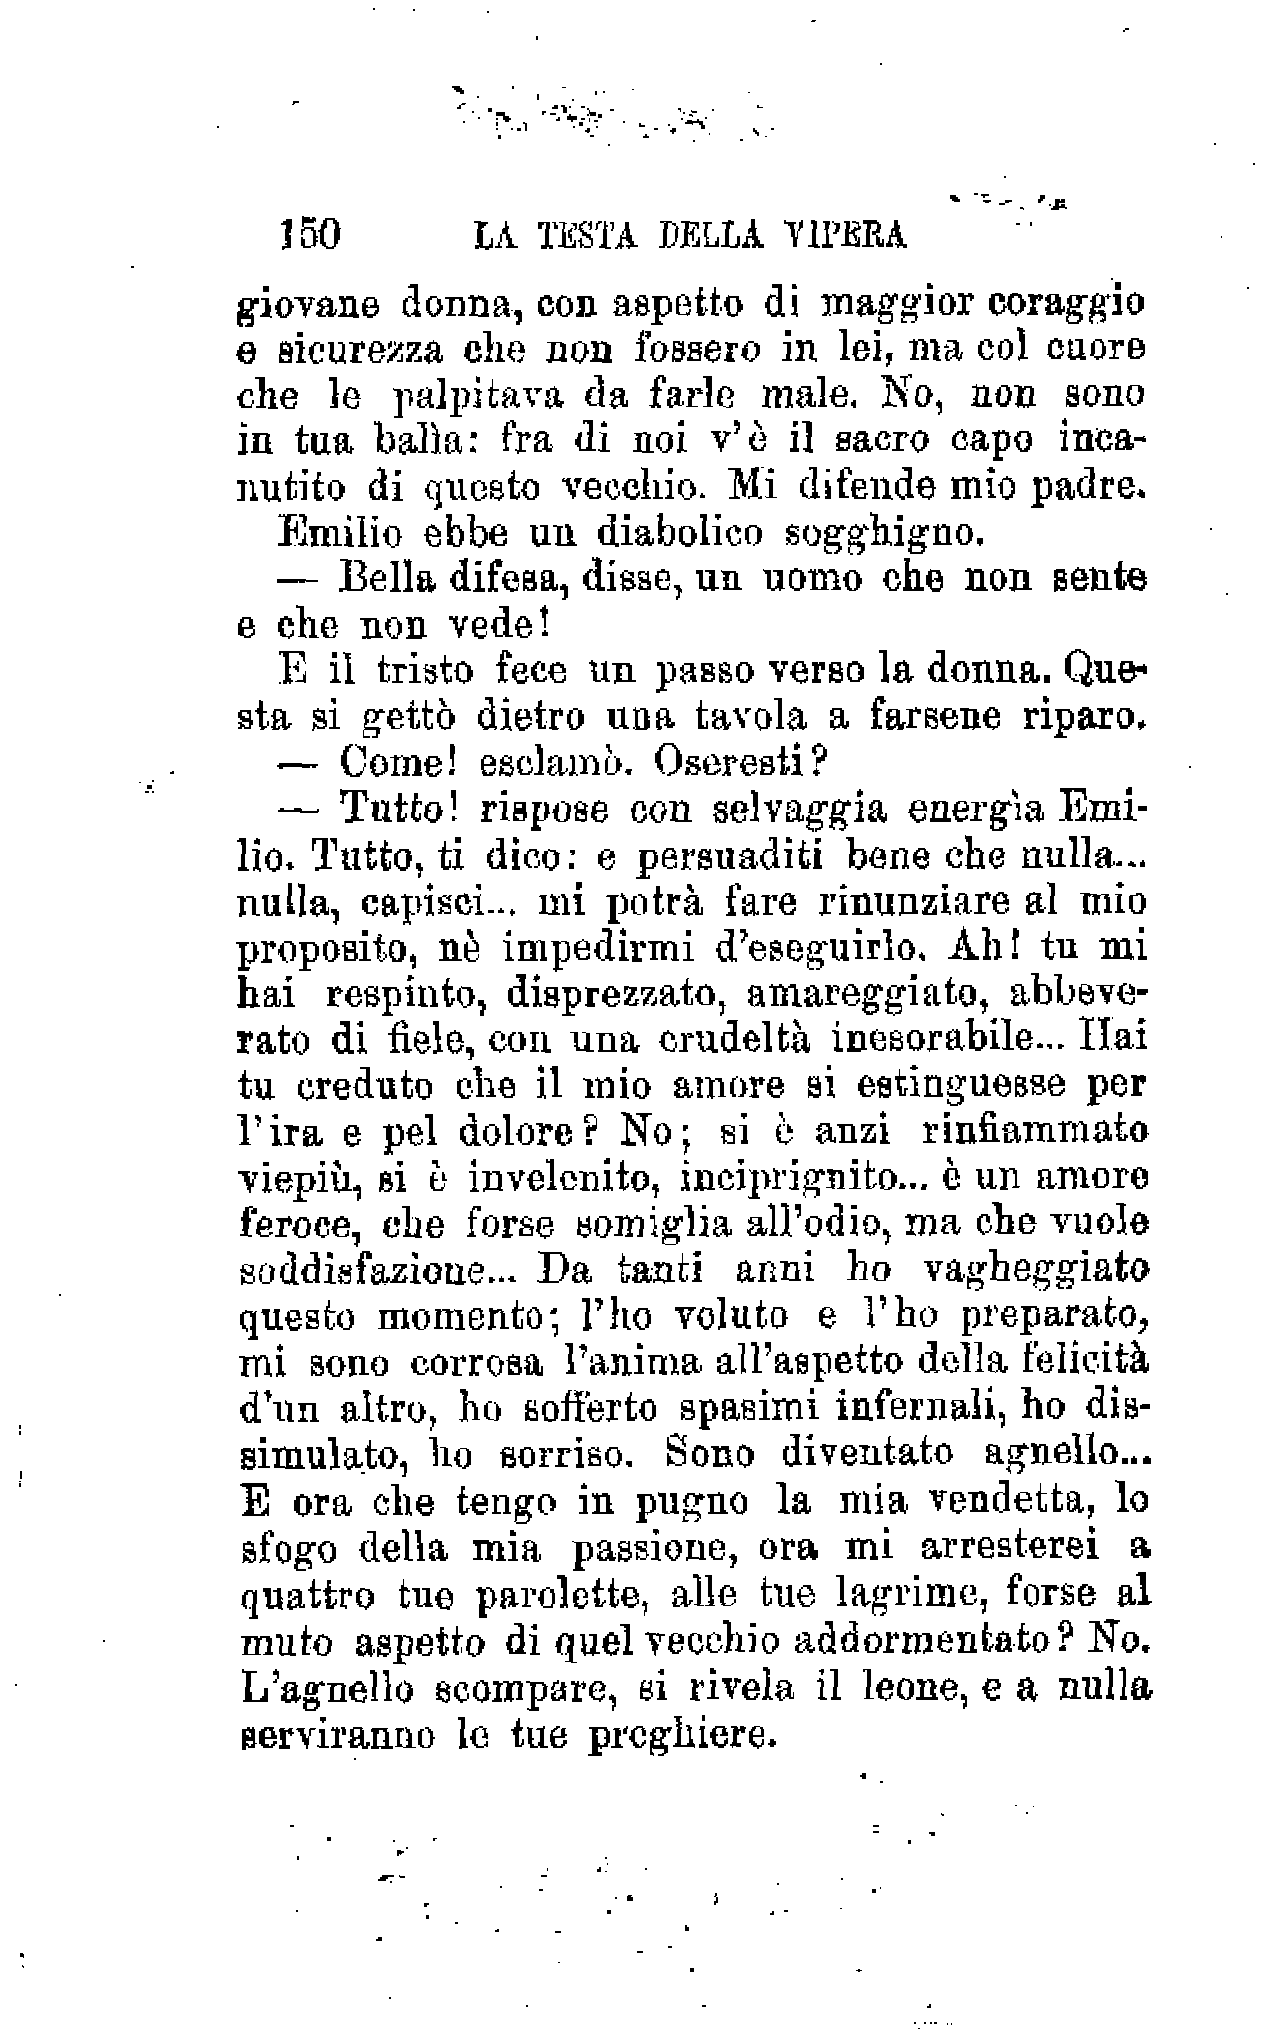 150 LA TESTA DELLA VIPERA
giovane donna, con aspetto di maggior coraggio
e sicurezza che non fossero in lei, ma col cuore
che le palpitava da farle male. No, non sono
in tua balìa: fra di noi v'è il sacro capo inca-
nutito di questo vecchio. Mi difende mio padre.
Emilio ebbe un diabolico sogghigno.
— Bella difesa, disse, un uomo che non sente
e che non vede!
E il tristo fece un passo verso la donna. Que-
sta si gettò dietro una tavola a farsene riparo.
— Come! esclamò. Oseresti?
— Tutto! rispose con selvaggia energìa Emi-
lio. Tutto, ti dico: e persuaditi bene che nulla...
nulla, capisci... mi potrà fare rinunziare al mio
proposito, nè impedirmi d'eseguirlo. Ah! tu mi
hai respinto, disprezzato, amareggiato, abbeve-
rato di fiele, con una crudeltà inesorabile... Hai
tu creduto che il mio amore si estinguesse per
l'ira e pel dolore? No; si è anzi rinfiammato
viepiù, si è invelenito, inciprignito... è un amore
feroce, che forse somiglia all'odio, ma che vuole
soddisfazione... Da tanti anni ho vagheggiato
questo momento; l'ho voluto e l'ho preparato,
mi sono corrosa l'anima all'aspetto della felicità
d'un altro, ho sofferto spasimi infernali, ho dis-
simulato, ho sorriso. Sono diventato agnello...
E ora che tengo in pugno la mia vendetta, lo
sfogo della mia passione, ora mi arresterei a
quattro tue parolette, alle tue lagrime, forse al
muto aspetto di quel vecchio addormentato? No.
L'agnello scompare, si rivela il leone, e a nulla
serviranno le tue preghiere.